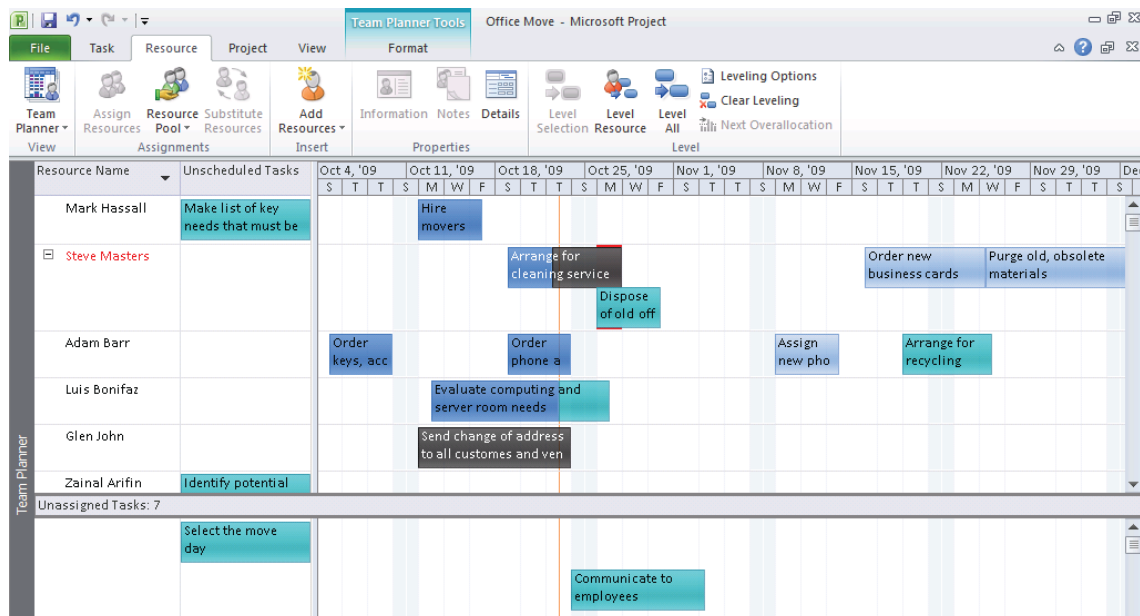 Team Planner Tools
Office Move - Microsoft Project
File
Task
Resource
Project
View
Format
Team Planner
Assign Resources
Resource Pool
Substitute Resources
Add Resources
Information
Notes
Details
Level Selection
Level Resource
Level All
Leveling Options
Clear Leveling
Next Overallocation
View
Assignments
Insert
Properties
Level
Resource Name
Unscheduled Tasks
Oct 4, '09
Oct 11, '09
Oct 18, '09
Oct 25, '09
Nov 1, '09
Nov 8, '09
Nov 15, '09
Nov 22, '09
Nov 29, '09
Dec
S T T S M W F S T T S M W F S T T S M W F S T T S M W F S T T S
Mark Hassall
Make list of key
needs that must be
Hire
movers
Steve Masters
Arrange for
cleaning service
Order new
business cards
Purge old, obsolete
materials
Dispose
of old off
Adam Barr
Order
keys, acc
Order
phone a
Assign
new pho
Arrange for
recycling
Luis Bonifaz
Evaluate computing and
server room needs
Glen John
Send change of address
to all customes and ven
Zainal Arifin
Identify potential
Team Planner
Unassigned Tasks: 7
Select the move
day
Communicate to
employees